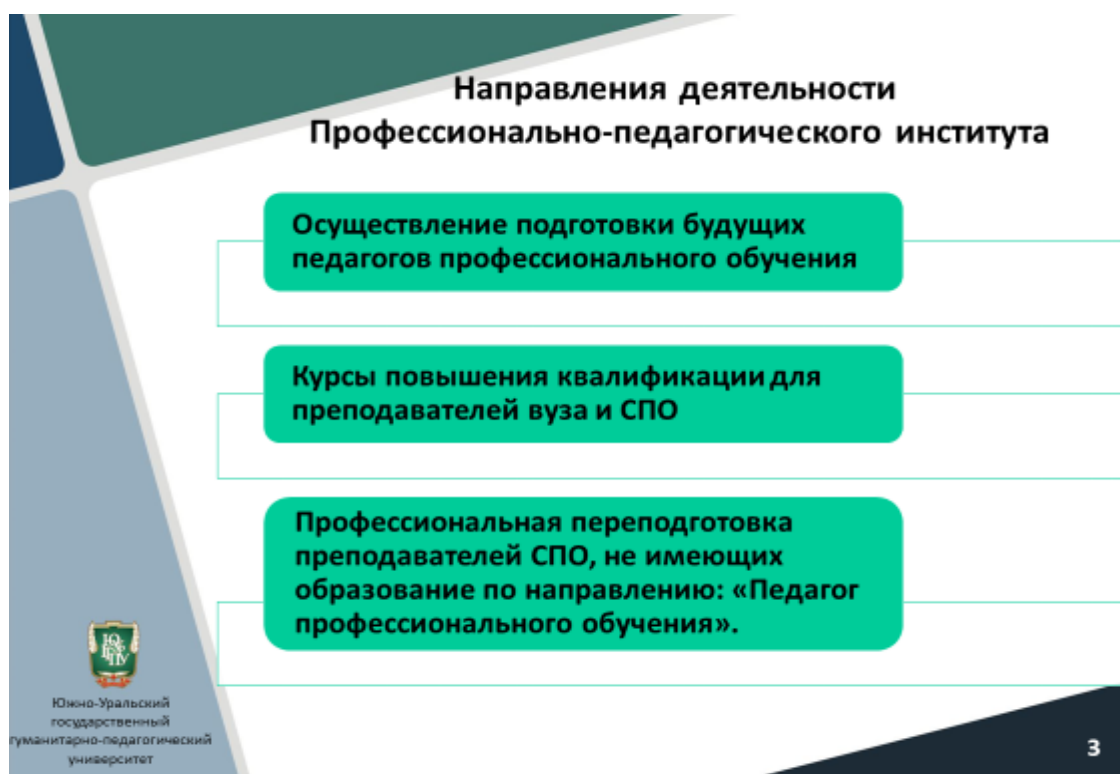 Направления деятельности
Профессионально-педагогического института
Осуществление подготовки будущих
педагогов профессионального обучения
Курсы повышения квалификации для
преподавателей вуза и СПО
Профессиональная переподготовка
преподавателей СПО, не имеющих
образование по направлению: «Педагог
профессионального обучения».
Южно-Уральский
государственный
гуманитарно-педагогический
университет
3